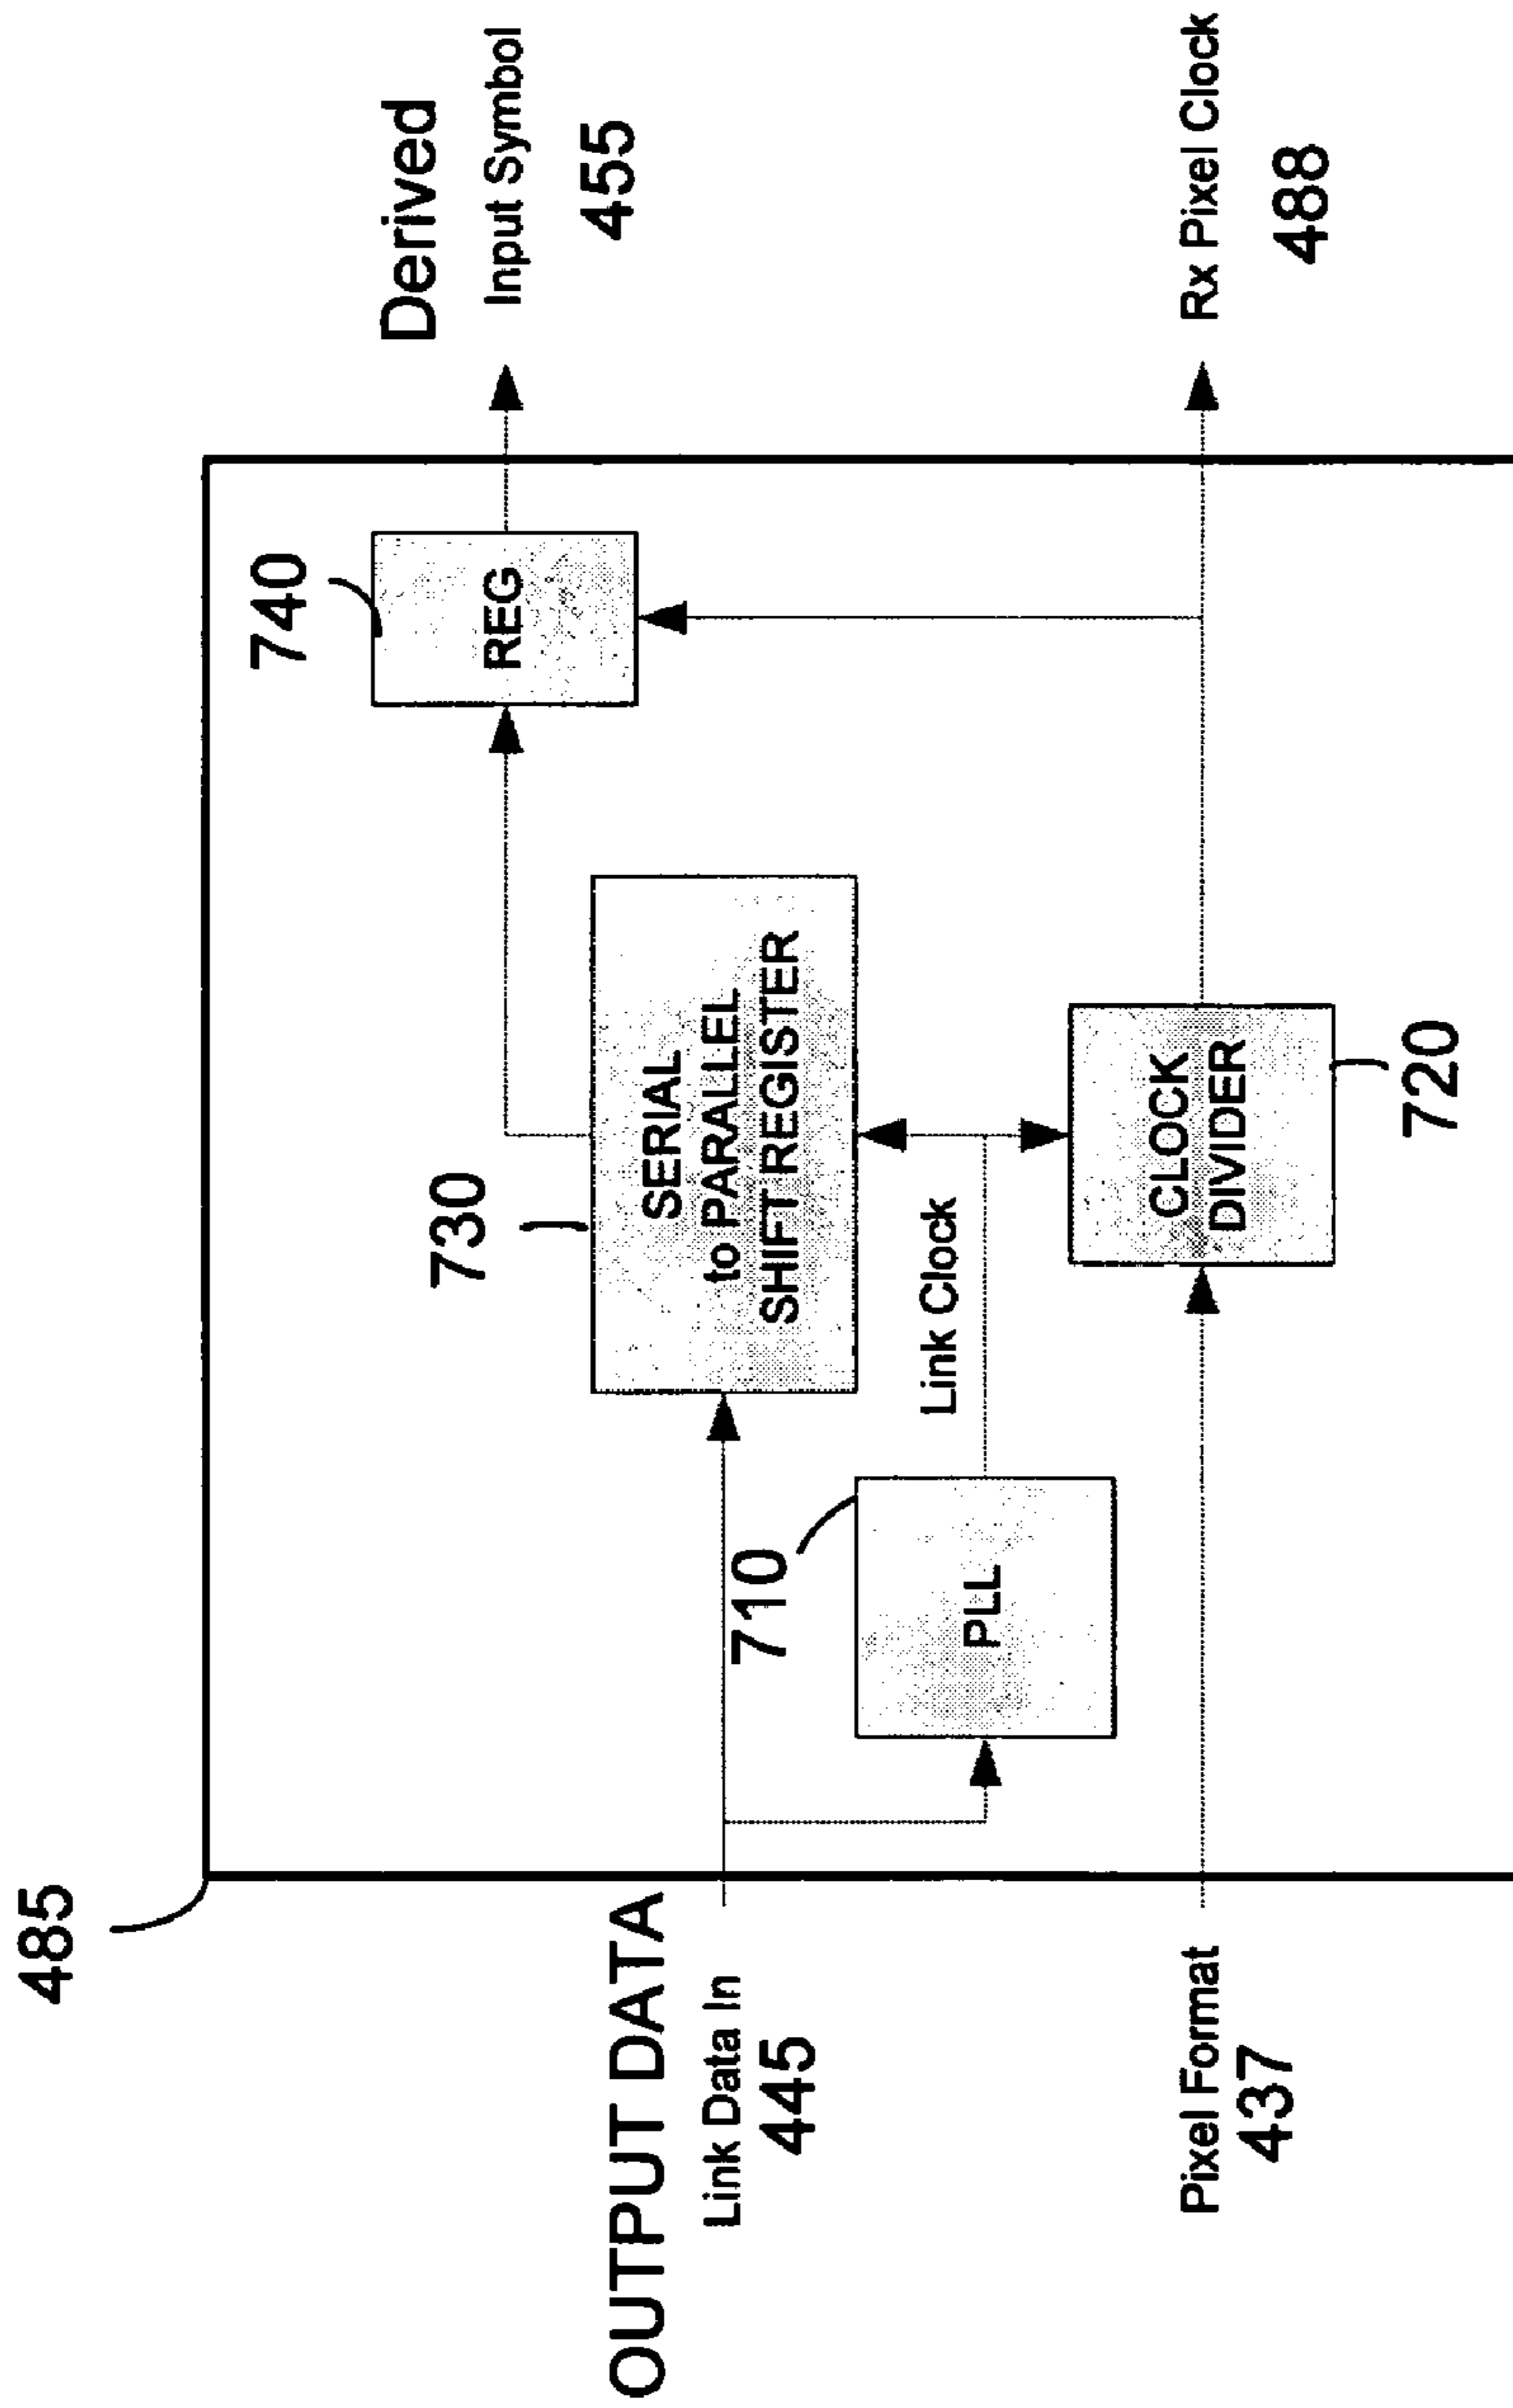 485
OUTPUT DATA
Link Data In
445
Pixel Format
437
710
PLL
Link Clock
730
SERIAL
to PARALLEL
SHIFT REGISTER
CLOCK
DIVIDER
720
740
REG
Derived
Input Symbol
455
Rx Pixel Clock
488